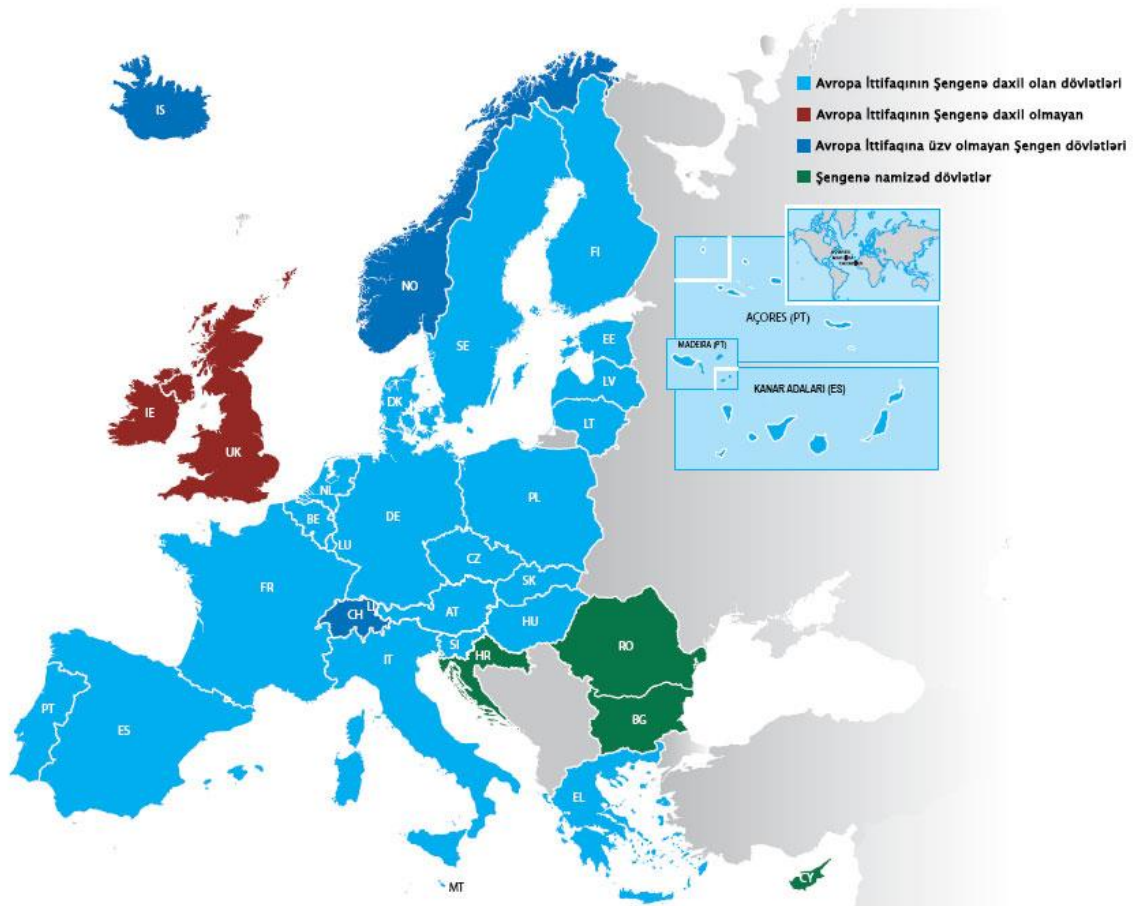 Avropa İttifaqının Şengenə daxil olan dövlətləri
Avropa İttifaqının Şengenə daxil olmayan
Avropa İttifaqına üzv olmayan Şengen dövlətləri
Şengenə namizəd dövlətlər
IS
NO
SE
FI
EE
LV
LT
DK
IE
UK
NL
BE
LU
DE
PL
CZ
SK
FR
CH
LI
AT
HU
SI
HR
RO
IT
BG
PT
ES
EL
MT
CY
AÇORES (PT)
MADEIRA (PT)
KANAR ADALARI (ES)